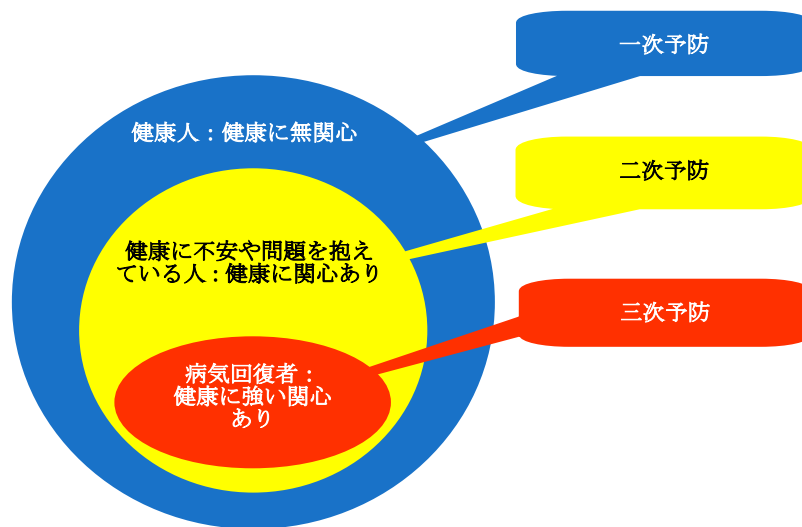 一次予防
健康人：健康に無関心
二次予防
健康に不安や問題を抱え
ている人：健康に関心あり
三次予防
病気回復者：
健康に強い関心
あり